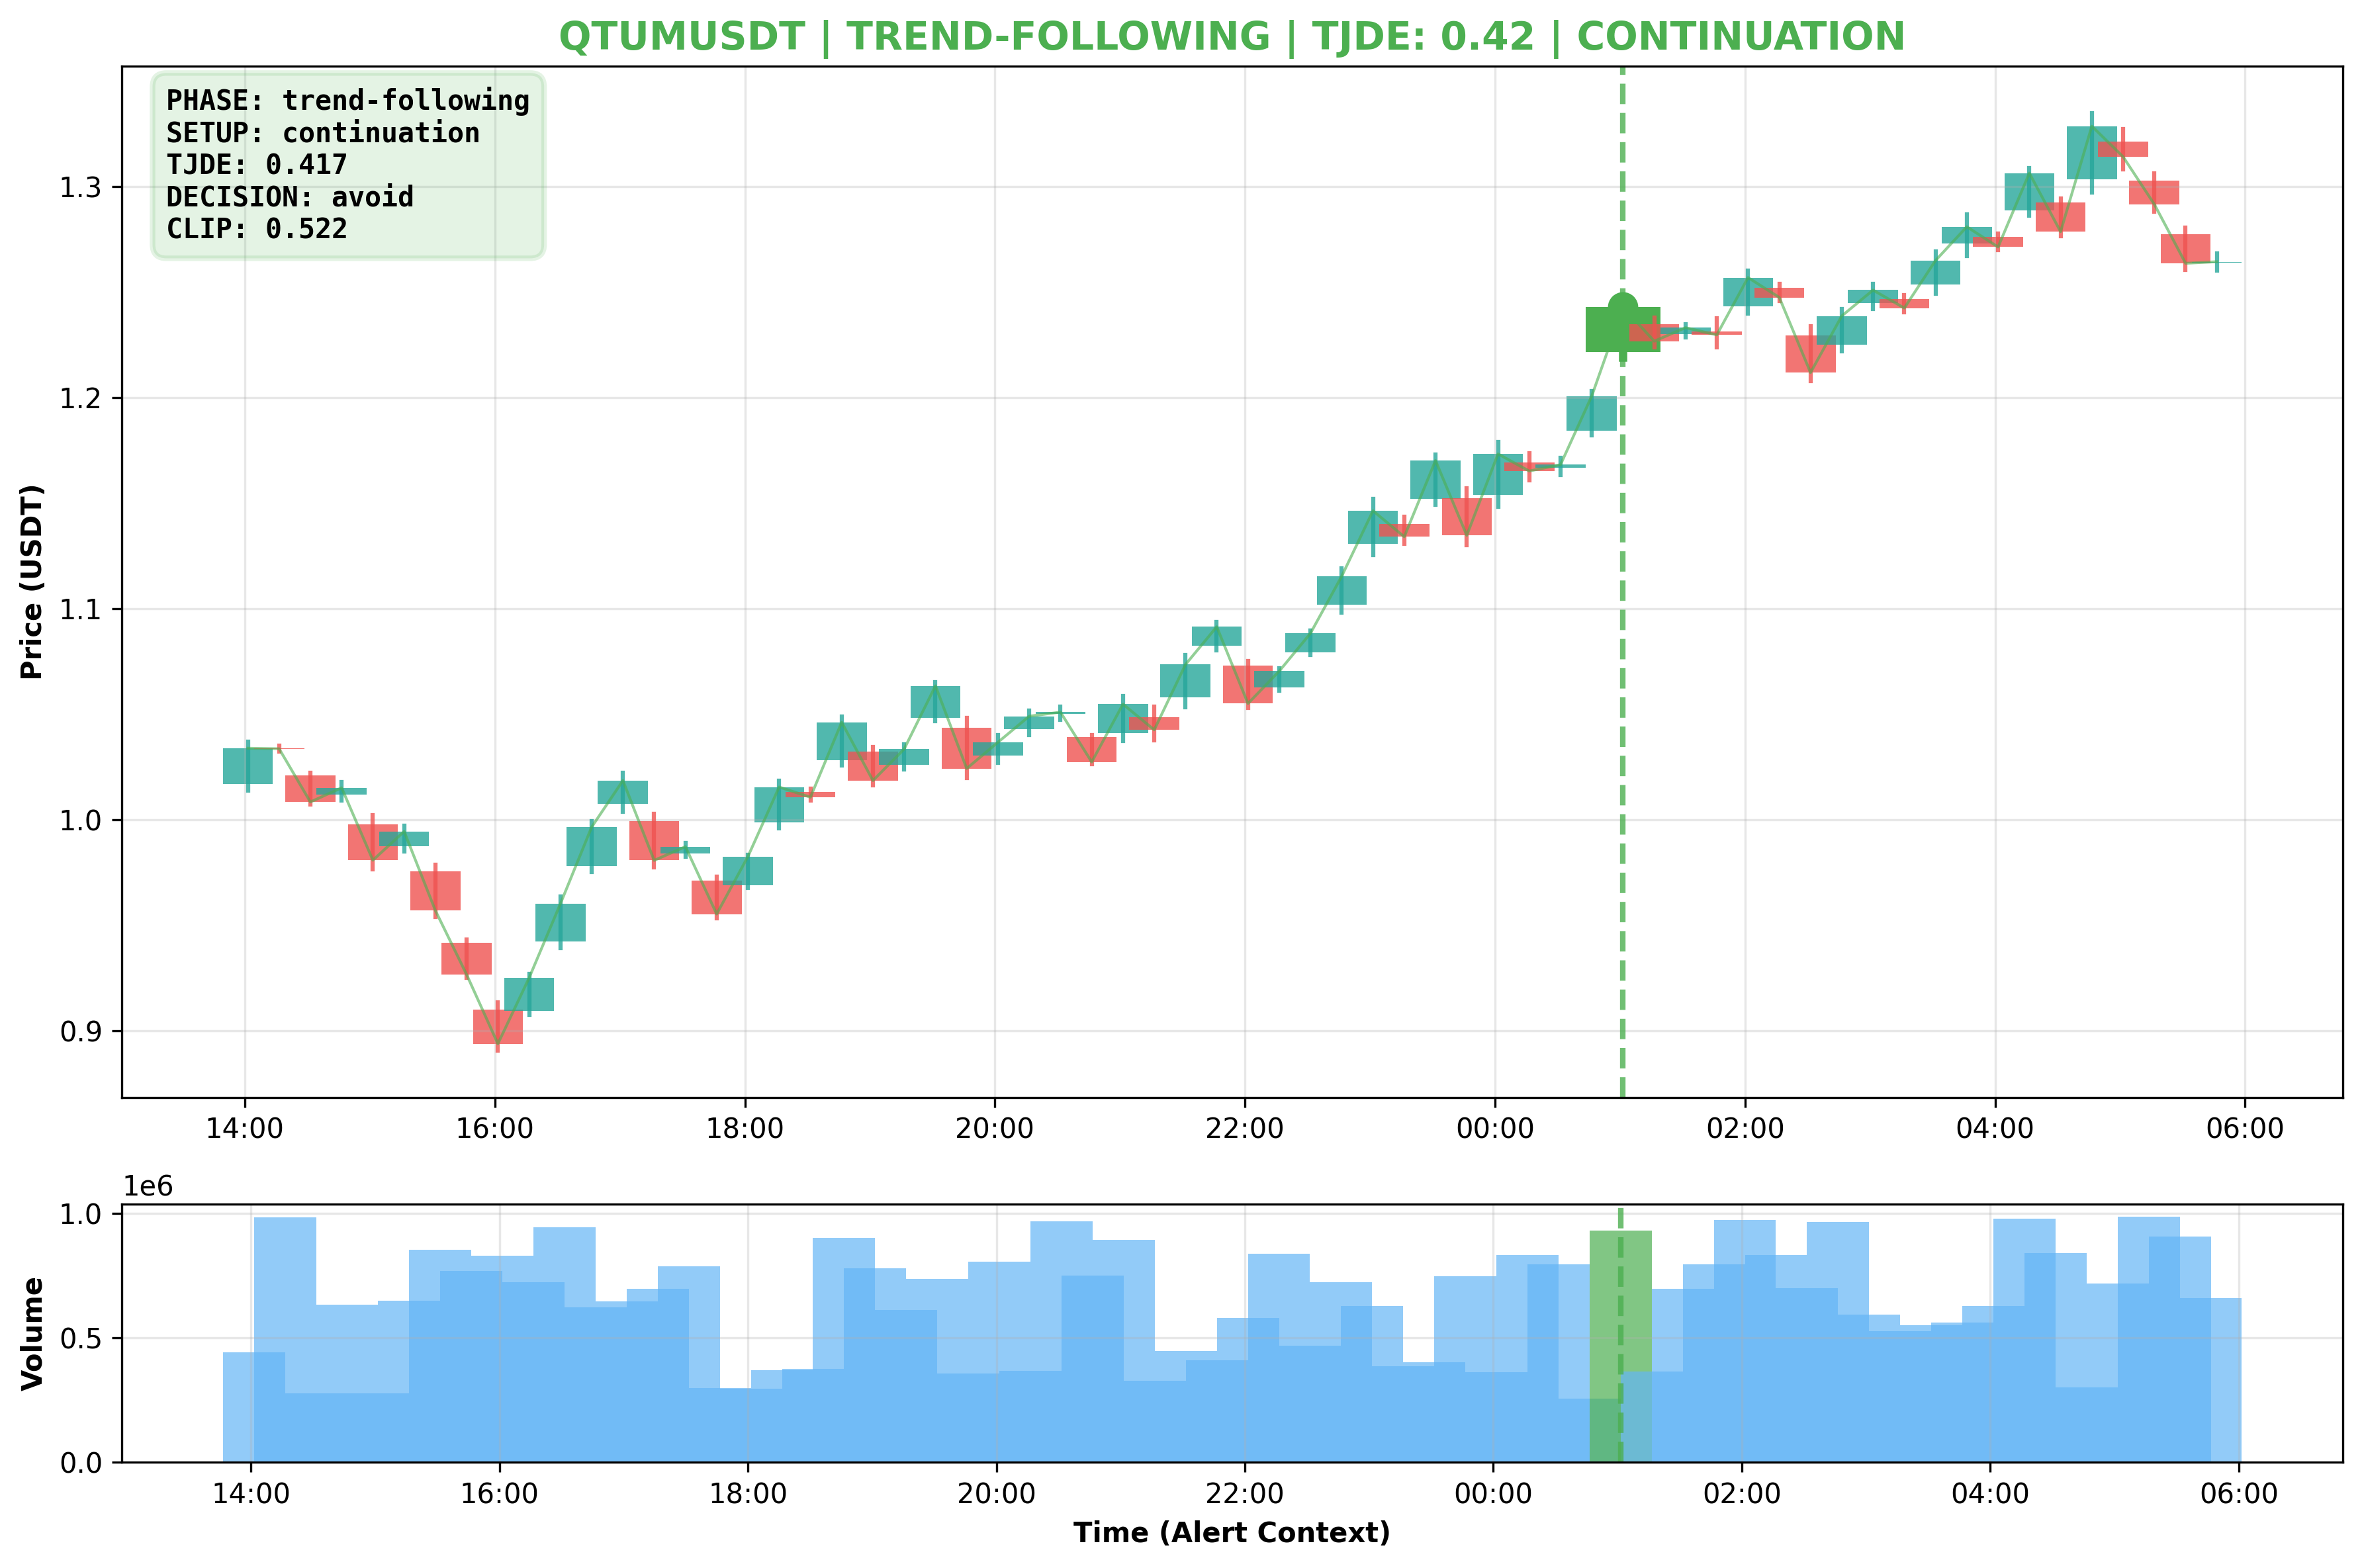 QTUMUSDT | TREND-FOLLOWING | TJDE: 0.42 | CONTINUATION
PHASE: trend-following
SETUP: continuation
TJDE: 0.417
DECISION: avoid
CLIP: 0.522
Price (USDT)
1.3
1.2
1.1
1.0
0.9
14:00 16:00 18:00 20:00 22:00 00:00 02:00 04:00 06:00
1e6
Volume
1.0
0.5
0.0
14:00 16:00 18:00 20:00 22:00 00:00 02:00 04:00 06:00
Time (Alert Context)